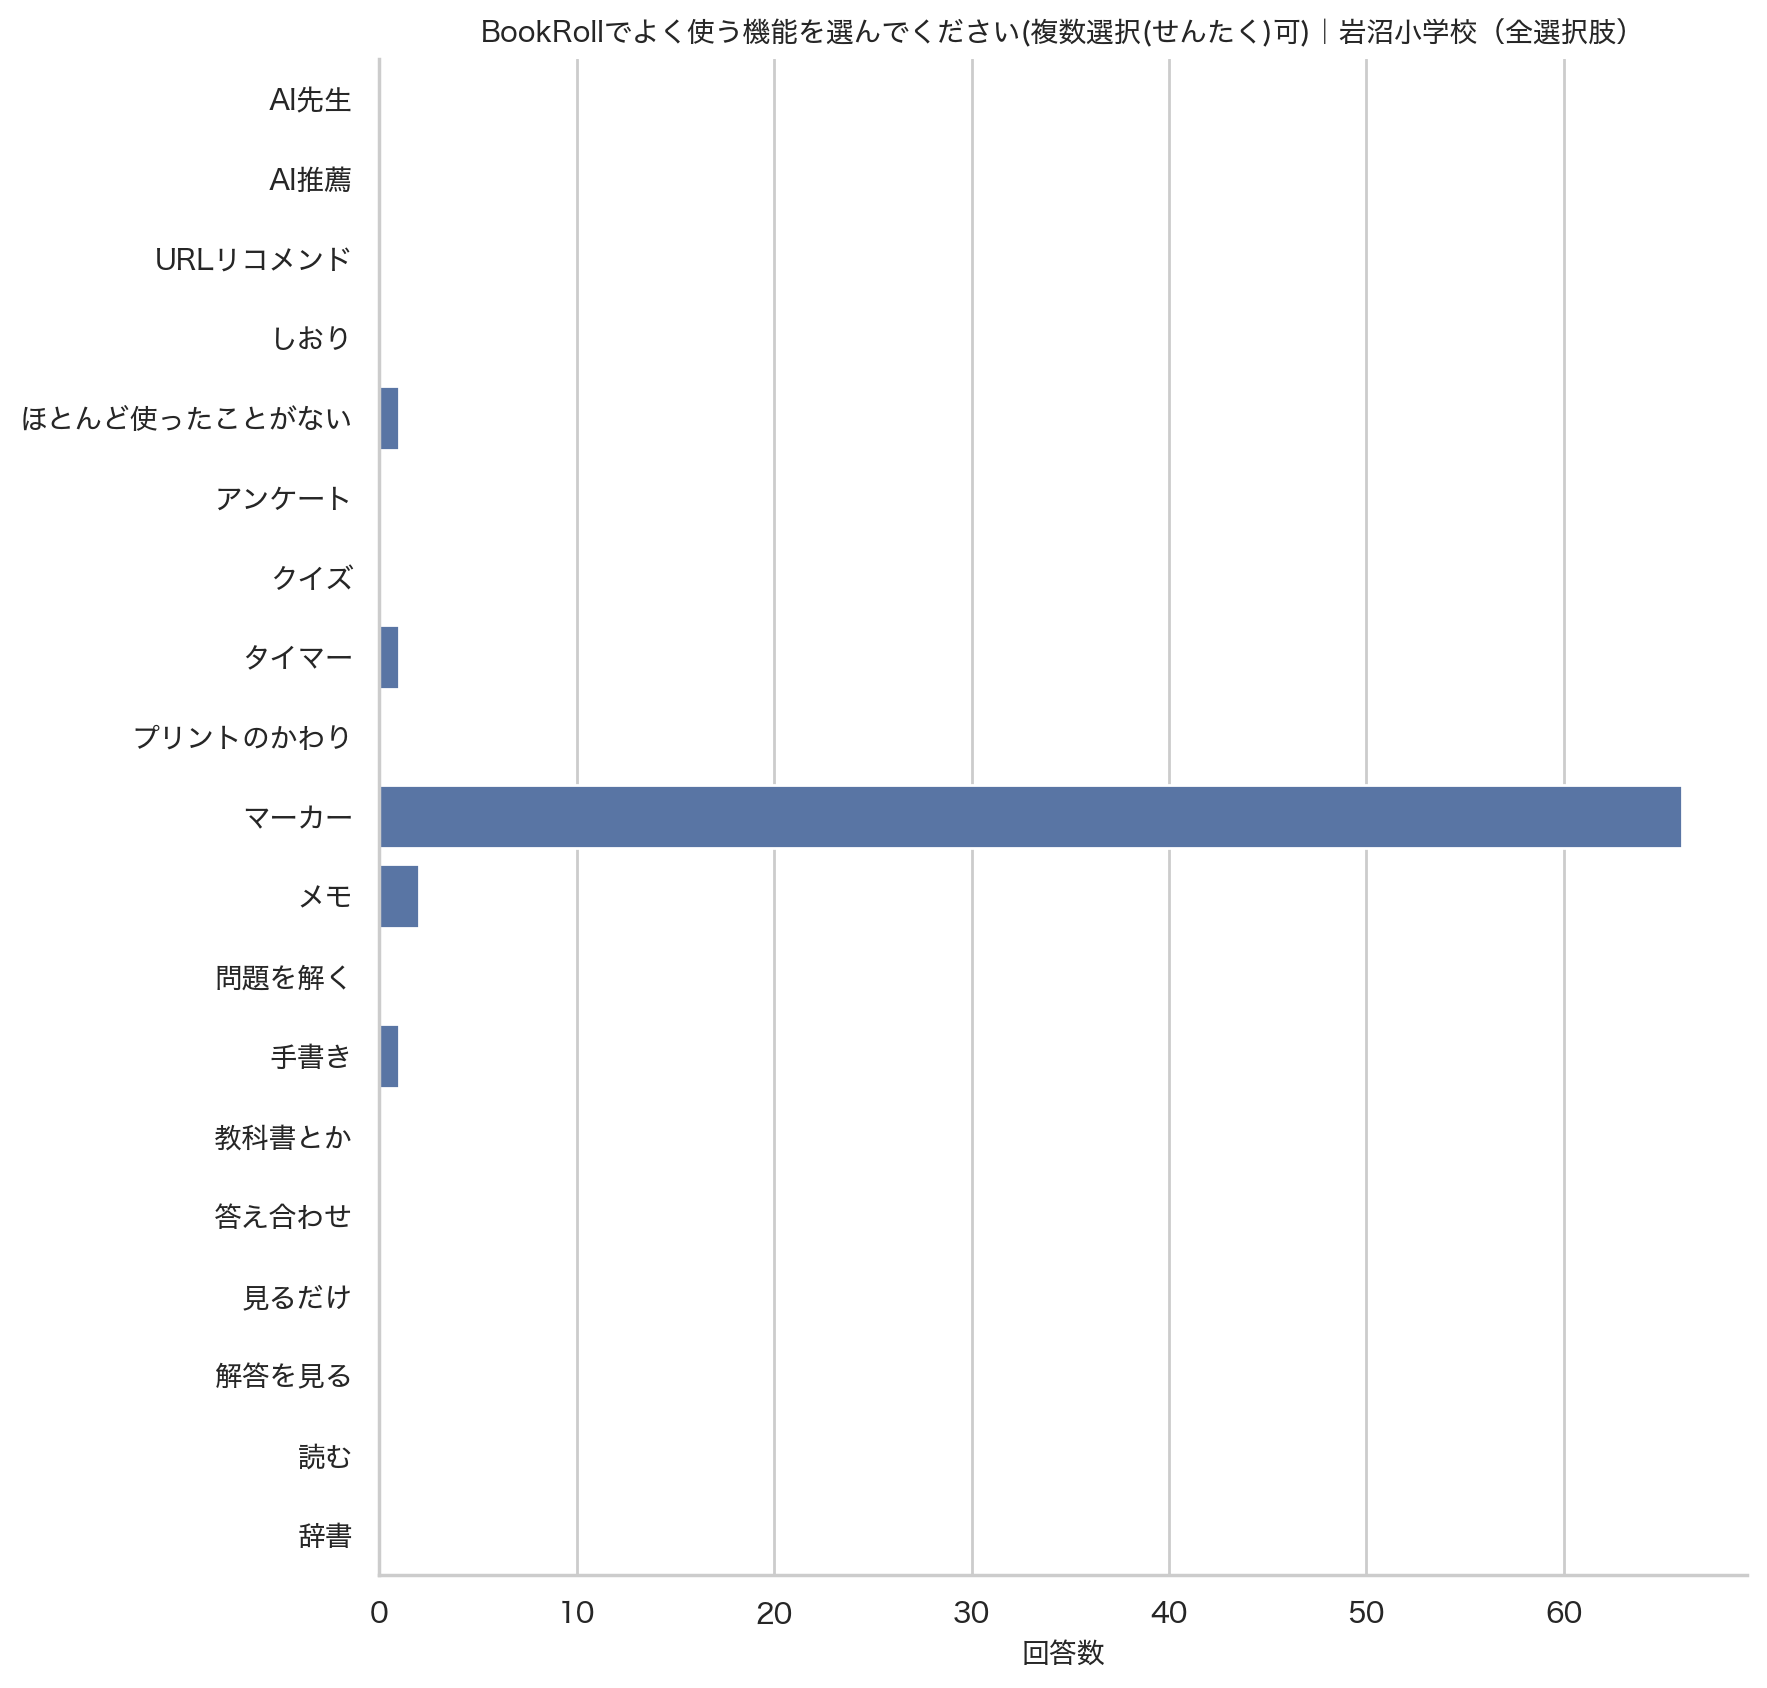 BookRollでよく使う機能を選んでください(複数選択(せんたく)可)｜岩沼小学校（全選択肢）
AI先生
AI推薦
URLリコメンド
しおり
ほとんど使ったことがない
アンケート
クイズ
タイマー
プリントのかわり
マーカー
メモ
問題を解く
手書き
教科書とか
答え合わせ
見るだけ
解答を見る
読む
辞書
0 10 20 30 40 50 60
回答数